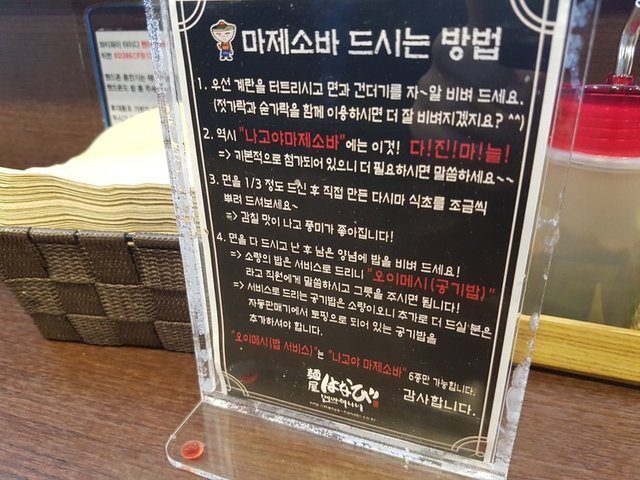 마제소바 드시는 방법
1. 우선 계란을 터트리시고 면과 건더기를 자~알 비벼 드세요.
(젓가락과 숟가락을 함께 이용하시면 더 잘 비벼지겠지요? ^^)
2. 역시 "나고야마제소바"에는 이것! 다!진!마!늘!
=> 기본적으로 첨가되어 있으니 더 필요하시면 말씀하세요~~
3. 면을 1/3 정도 드신 후 직접 만든 다시마 식초를 조금씩
뿌려 드셔보세요~
=> 감칠 맛이 나고 풍미가 좋아집니다!
4. 면을 다 드시고 난 후 남은 양념에 밥을 비벼 드세요!
=> 소량의 밥은 서비스로 드리니 "오이메시(공기밥)"
라고 직원에게 말씀하시고 그릇을 주시면 됩니다!
=> 서비스로 드리는 공기밥은 소량이오니 추가로 더 드실 분은
자동판매기에서 토핑으로 되어 있는 공기밥을
추가하셔야 합니다.
"오이메시(밥 서비스)"는 "나고야 마제소바" 6종만 가능합니다.
감사합니다.
麺屋 はなび
멘야하나비